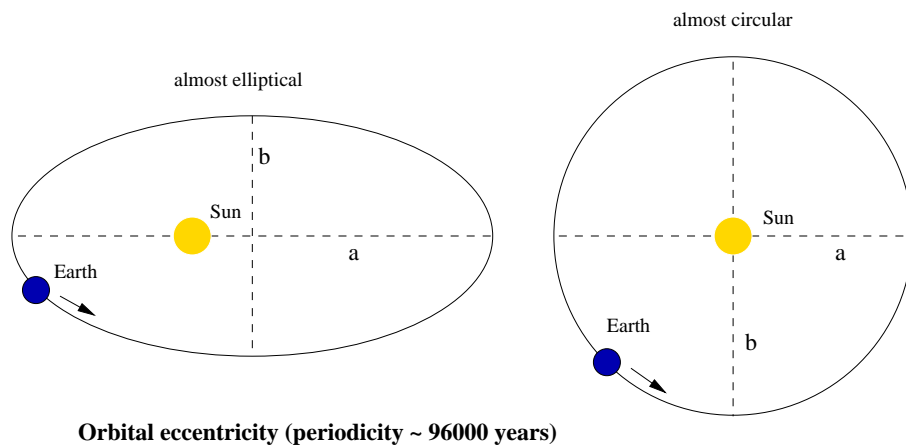 almost elliptical
b
Sun
a
Earth
almost circular
Sun
a
Earth
b
Orbital eccentricity (periodicity ~ 96000 years)